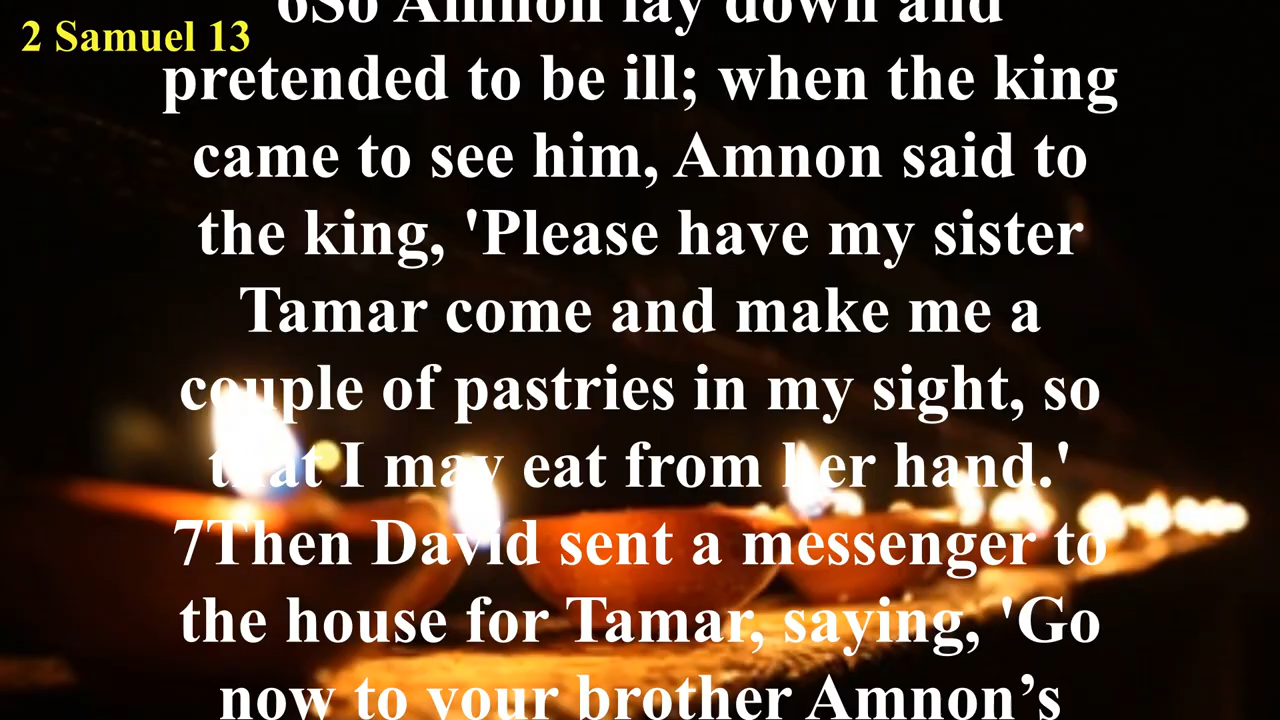 2 Samuel 13
6So Amnon lay down and
pretended to be ill; when the king
came to see him, Amnon said to
the king, 'Please have my sister
Tamar come and make me a
couple of pastries in my sight, so
that I may eat from her hand.'
7Then David sent a messenger to
the house for Tamar, saying, 'Go
now to your brother Amnon’s